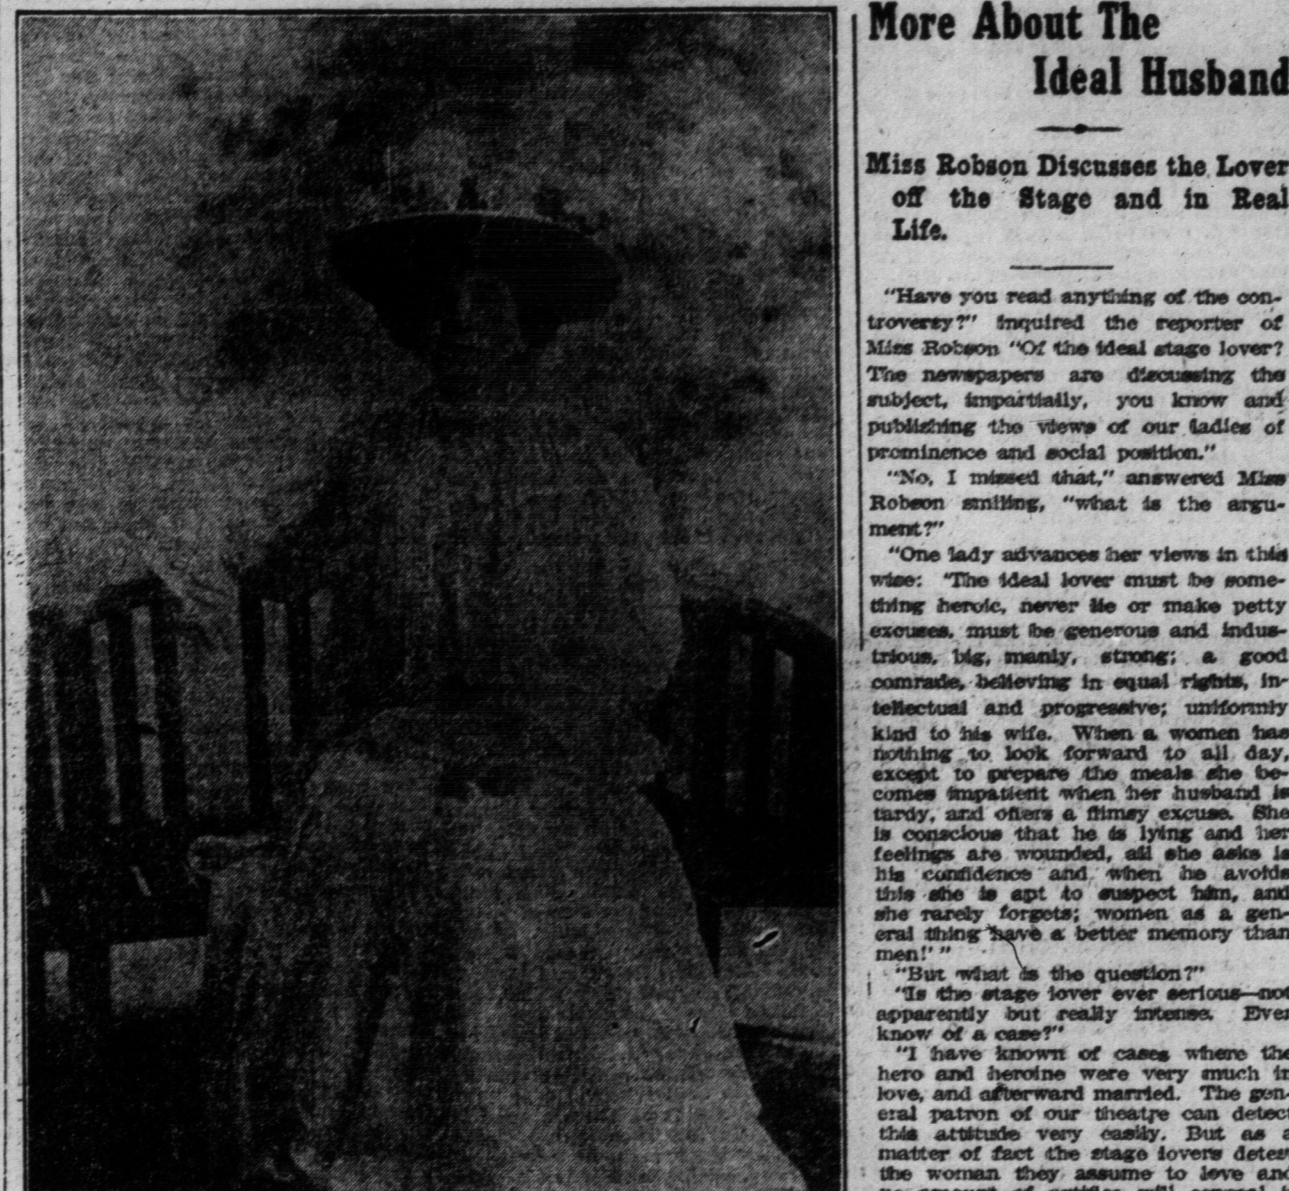 More About The
Ideal Husband
Miss Robson Discusses the Lover
off the Stage and in Real
Life.
"Have you read anything of the con-
troversy?" inquired the reporter of
Miss Robson "Of the ideal stage lover?
The newspapers are discussing the
subject, impartially, you know and
publishing the views of our ladies of
prominence and social position."
"No, I missed that," answered Miss
Robson smiling, "what is the argu-
ment?"
"One lady advances her views in this
wise: 'The ideal lover must be some-
thing heroic, never lie or make petty
excuses, must be generous and indus-
trious, big, manly, strong; a good
comrade, believing in equal rights, in-
tellectual and progressive; uniformly
kind to his wife. When a women has
nothing to look forward to all day,
except to prepare the meals she be-
comes impatient when her husband is
tardy, and offers a flimsy excuse. She
is conscious that he is lying and her
feelings are wounded, all she asks is
his confidence and when he avoids
this she is apt to suspect him, and
she rarely forgets; women as a gen-
eral thing have a better memory than
men!' "
"But what is the question?"
"Is the stage lover ever serious—not
apparently but really intense. Ever
know of a case?"
"I have known of cases where the
hero and heroine were very much in
love, and afterward married. The gen-
eral patron of our theatre can detect
this attitude very easily. But as a
matter of fact the stage lovers detest
the woman they assume to love and